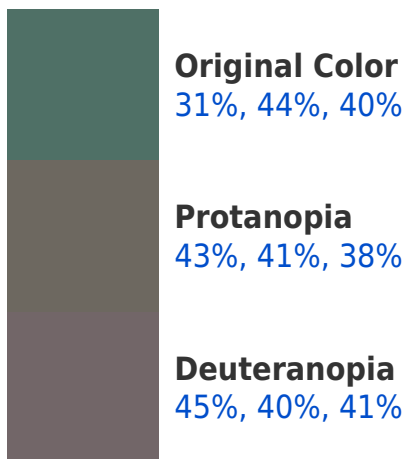 Original Color
31%, 44%, 40%
Protanopia
43%, 41%, 38%
Deuteranopia
45%, 40%, 41%